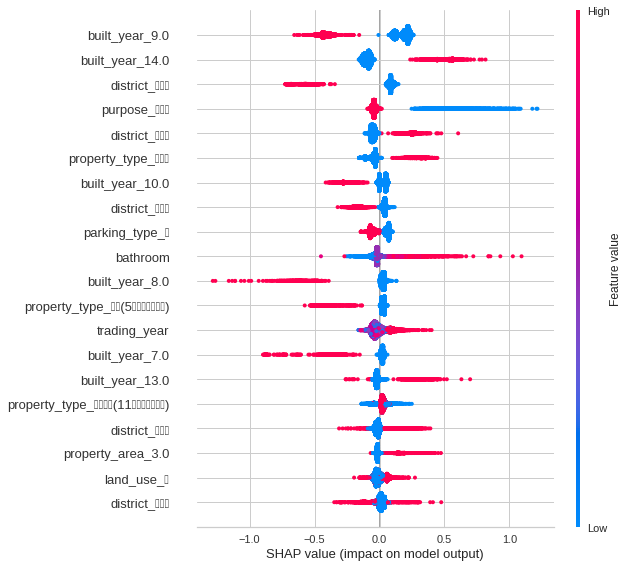 High
built_year_9.0
built_year_14.0
district_▯▯▯
purpose_▯▯▯
district_▯▯▯
property_type_▯▯▯
built_year_10.0
district_▯▯▯
parking_type_▯
bathroom
built_year_8.0
property_type_▯▯(5▯▯▯▯▯▯▯)
trading_year
built_year_7.0
built_year_13.0
property_type_▯▯▯▯(11▯▯▯▯▯▯▯)
district_▯▯▯
property_area_3.0
land_use_▯
district_▯▯▯
Feature value
Low
−1.0 −0.5 0.0 0.5 1.0
SHAP value (impact on model output)